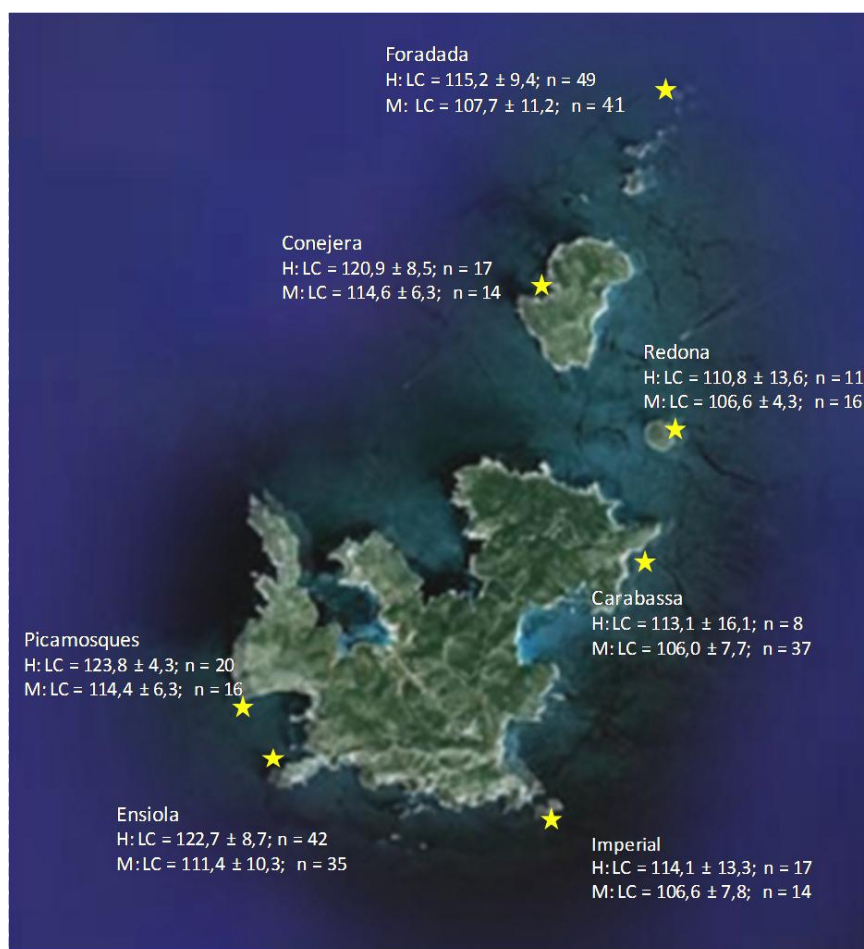 Foradada
H: LC = 115,2 ± 9,4; n = 49
M: LC = 107,7 ± 11,2; n = 41
Conejera
H: LC = 120,9 ± 8,5; n = 17
M: LC = 114,6 ± 6,3; n = 14
Redona
H: LC = 110,8 ± 13,6; n = 11
M: LC = 106,6 ± 4,3; n = 16
Carabassa
H: LC = 113,1 ± 16,1; n = 8
M: LC = 106,0 ± 7,7; n = 37
Picamosques
H: LC = 123,8 ± 4,3; n = 20
M: LC = 114,4 ± 6,3; n = 16
Ensiola
H: LC = 122,7 ± 8,7; n = 42
M: LC = 111,4 ± 10,3; n = 35
Imperial
H: LC = 114,1 ± 13,3; n = 17
M: LC = 106,6 ± 7,8; n = 14